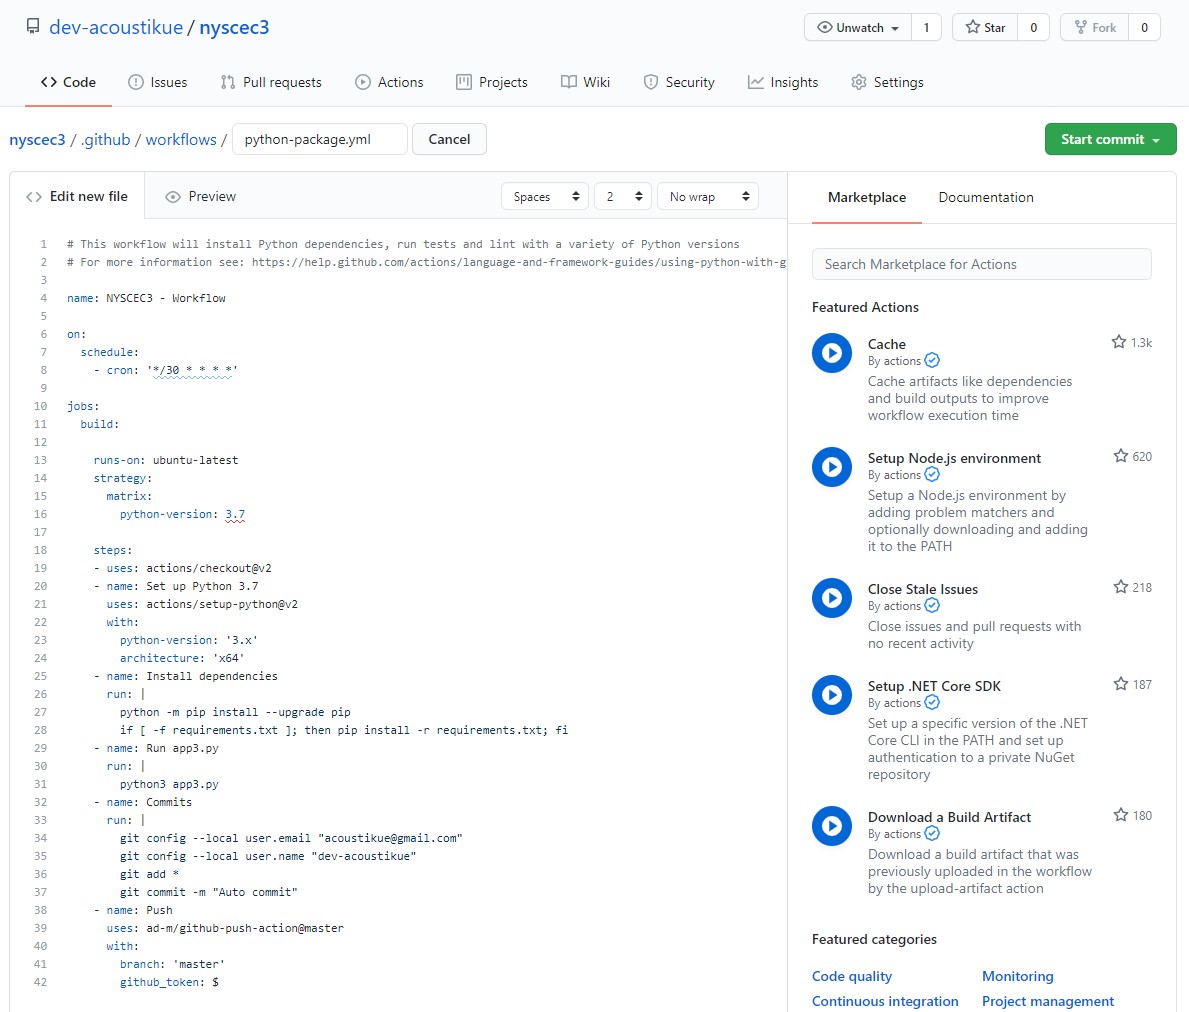 dev-acoustikue / nyscec3
Unwatch 1 Star 0 Fork 0
Code Issues Pull requests Actions Projects Wiki Security Insights Settings
nyscec3 / .github / workflows / python-package.yml Cancel Start commit
Edit new file Preview Spaces 2 No wrap
1 # This workflow will install Python dependencies, run tests and lint with a variety of Python versions
2 # For more information see: https://help.github.com/actions/language-and-framework-guides/using-python-with-g
3
4 name: NYSCEC3 - Workflow
5
6 on:
7   schedule:
8     - cron: '*/30 * * * *'
9
10 jobs:
11   build:
12
13     runs-on: ubuntu-latest
14     strategy:
15       matrix:
16         python-version: 3.7
17
18     steps:
19     - uses: actions/checkout@v2
20     - name: Set up Python 3.7
21       uses: actions/setup-python@v2
22       with:
23         python-version: '3.x'
24         architecture: 'x64'
25     - name: Install dependencies
26       run: |
27         python -m pip install --upgrade pip
28         if [ -f requirements.txt ]; then pip install -r requirements.txt; fi
29     - name: Run app3.py
30       run: |
31         python3 app3.py
32     - name: Commits
33       run: |
34         git config --local user.email "acoustikue@gmail.com"
35         git config --local user.name "dev-acoustikue"
36         git add *
37         git commit -m "Auto commit"
38     - name: Push
39       uses: ad-m/github-push-action@master
40       with:
41         branch: 'master'
42         github_token: $
Marketplace Documentation
Search Marketplace for Actions
Featured Actions
Cache 1.3k
By actions
Cache artifacts like dependencies
and build outputs to improve
workflow execution time
Setup Node.js environment 620
By actions
Setup a Node.js environment by
adding problem matchers and
optionally downloading and adding
it to the PATH
Close Stale Issues 218
By actions
Close issues and pull requests with
no recent activity
Setup .NET Core SDK 187
By actions
Set up a specific version of the .NET
Core CLI in the PATH and set up
authentication to a private NuGet
repository
Download a Build Artifact 180
By actions
Download a build artifact that was
previously uploaded in the workflow
by the upload-artifact action
Featured categories
Code quality Monitoring
Continuous integration Project management